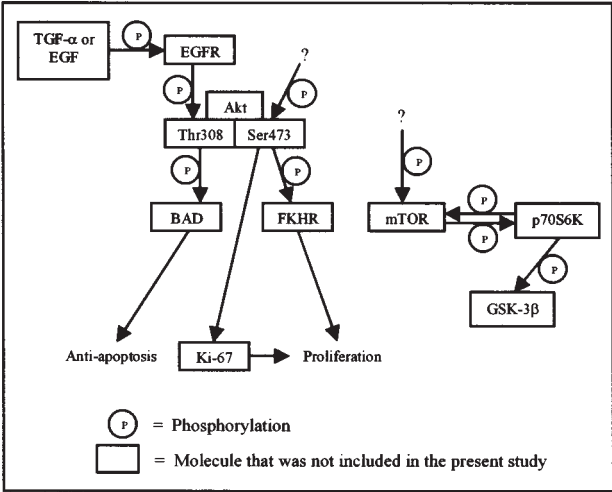 TGF-α or
EGF
P
EGFR
?
P
P
Akt
Thr308
Ser473
?
P
P
P
BAD
FKHR
mTOR
P
P
p70S6K
P
GSK-3β
Anti-apoptosis
Ki-67
Proliferation
P = Phosphorylation
= Molecule that was not included in the present study